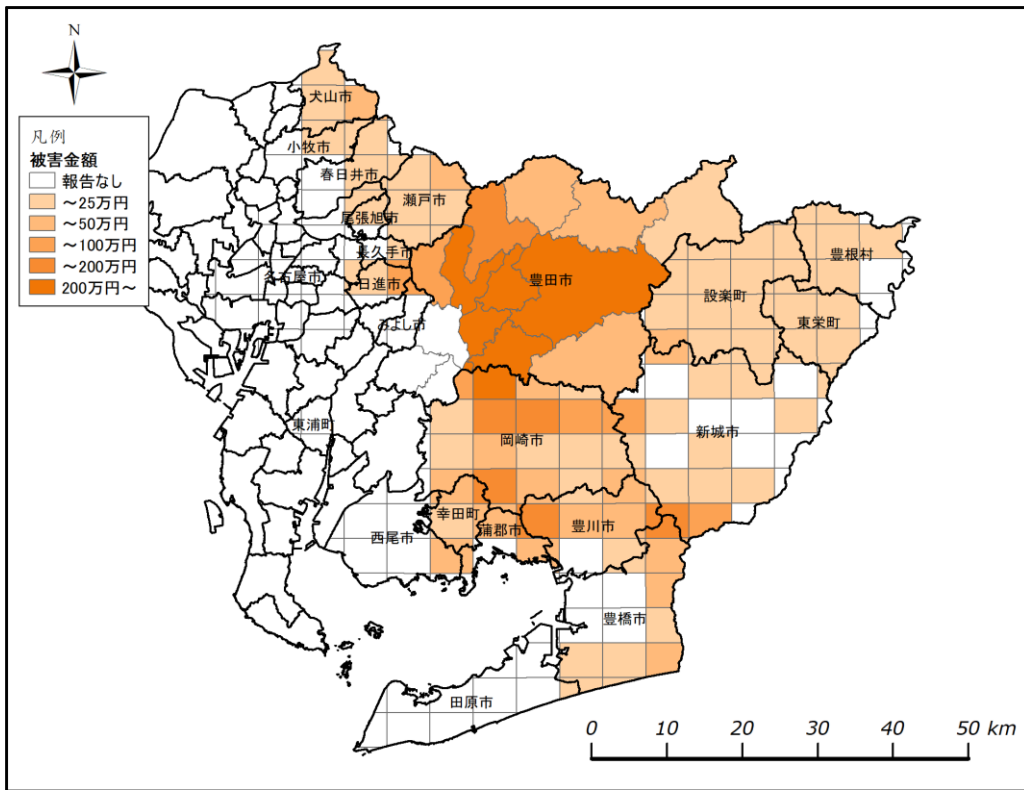 N
凡例
被害金額
報告なし
～25万円
～50万円
～100万円
～200万円
200万円～
犬山市
小牧市
春日井市
瀬戸市
尾張旭市
長久手市
名古屋市
日進市
みよし市
豊田市
豊根村
設楽町
東栄町
東浦町
岡崎市
新城市
西尾市
幸田町
蒲郡市
豊川市
豊橋市
田原市
0 10 20 30 40 50 km